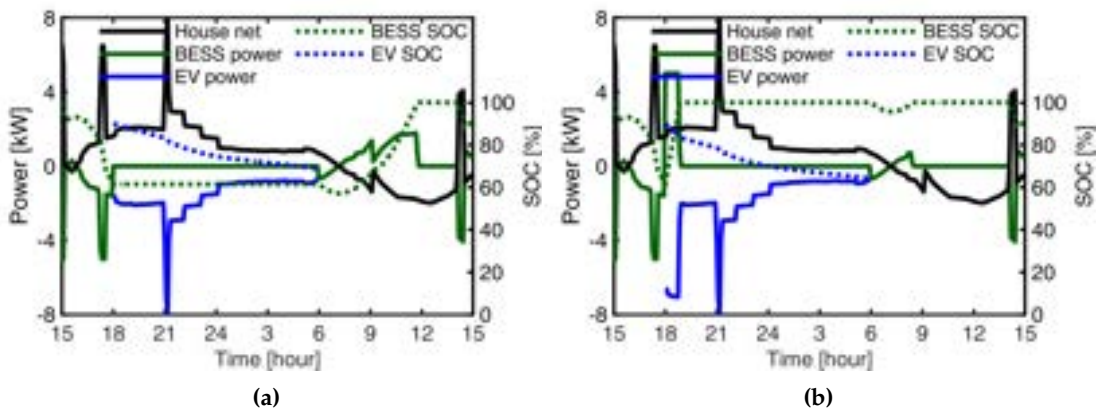 House net BESS SOC
BESS power EV SOC
EV power
Power [kW]
8
4
0
-4
-8
SOC [%]
100
80
60
40
20
0
15 18 21 24 3 6 9 12 15
Time [hour]
(a)
House net BESS SOC
BESS power EV SOC
EV power
Power [kW]
8
4
0
-4
-8
SOC [%]
100
80
60
40
20
0
15 18 21 24 3 6 9 12 15
Time [hour]
(b)